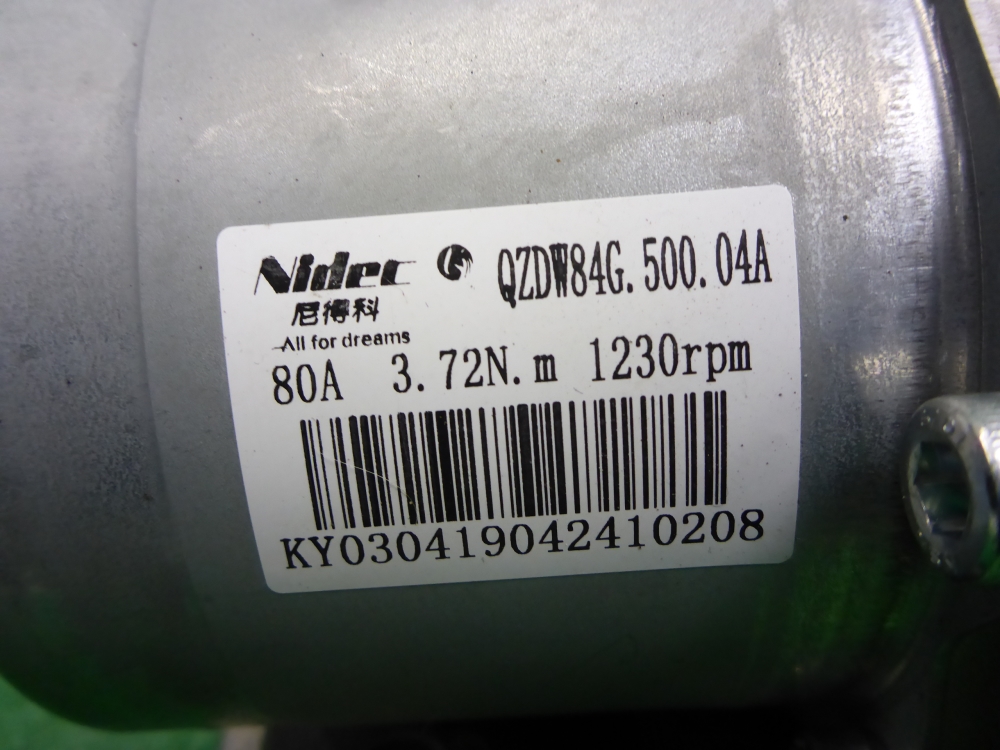 Nidec QZDW84G.500.04A
尼得科
All for dreams
80A 3.72N.m 1230rpm
KY030419042410208